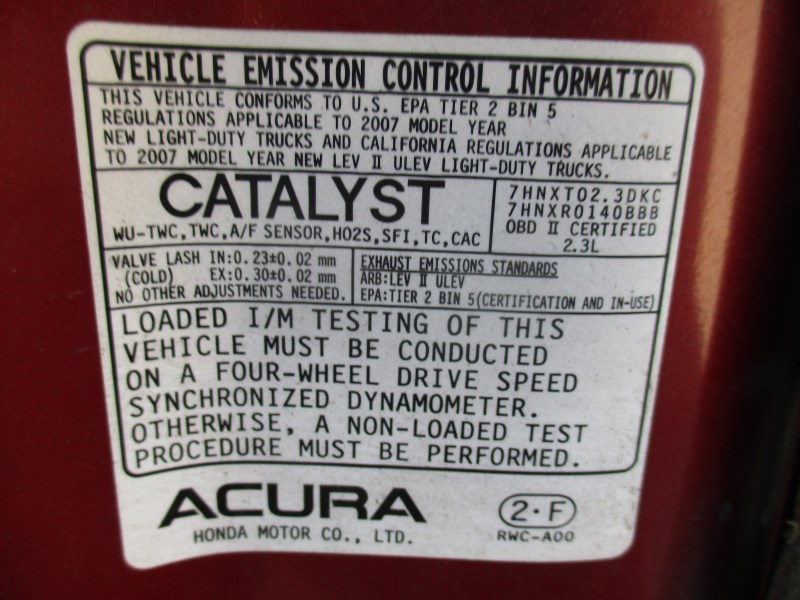 VEHICLE EMISSION CONTROL INFORMATION
THIS VEHICLE CONFORMS TO U.S. EPA TIER 2 BIN 5
REGULATIONS APPLICABLE TO 2007 MODEL YEAR
NEW LIGHT-DUTY TRUCKS AND CALIFORNIA REGULATIONS APPLICABLE
TO 2007 MODEL YEAR NEW LEV II ULEV LIGHT-DUTY TRUCKS.
CATALYST
WU-TWC,TWC,A/F SENSOR,HO2S,SFI,TC,CAC
7HNXT02.3DKC
7HNXR0140BBB
OBD II CERTIFIED
2.3L
VALVE LASH IN:0.23±0.02 mm
(COLD) EX:0.30±0.02 mm
NO OTHER ADJUSTMENTS NEEDED.
EXHAUST EMISSIONS STANDARDS
ARB:LEV II ULEV
EPA:TIER 2 BIN 5(CERTIFICATION AND IN-USE)
LOADED I/M TESTING OF THIS
VEHICLE MUST BE CONDUCTED
ON A FOUR-WHEEL DRIVE SPEED
SYNCHRONIZED DYNAMOMETER.
OTHERWISE, A NON-LOADED TEST
PROCEDURE MUST BE PERFORMED.
ACURA
HONDA MOTOR CO., LTD.
2·F
RWC-A00